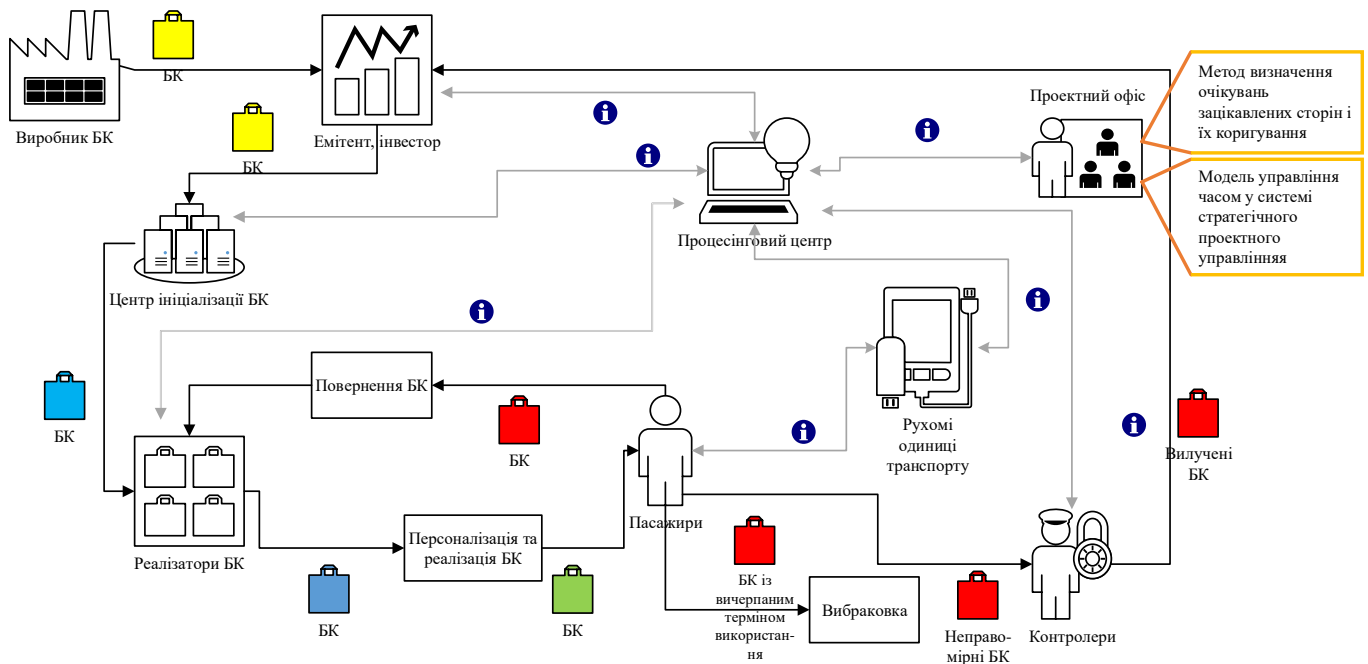 БК
Виробник БК
БК
Емітент, інвестор
Проектний офіс
Метод визначення
очікувань
зацікавлених сторін і
їх коригування
Модель управління
часом у системі
стратегічного
проектного
управлінняя
Процесінговий центр
Центр ініціалізації БК
i
i
i
i
i
i
i
Повернення БК
БК
БК
Рухомі
одиниці
транспорту
Вилучені
БК
Пасажири
Реалізатори БК
Персоналізація та
реалізація БК
БК
БК
БК із
вичерпаним
терміном
використан-
ня
Вибраковка
Неправо-
мірні БК
Контролери